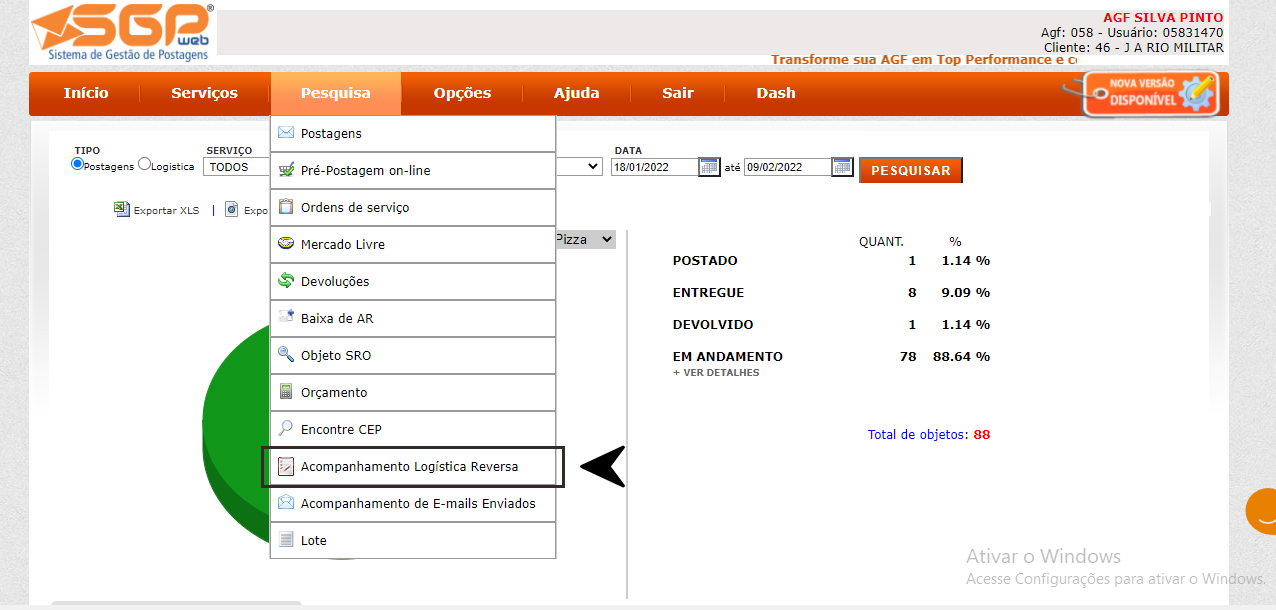 SGP web ®
Sistema de Gestão de Postagens
AGF SILVA PINTO
Agf: 058 - Usuário: 05831470
Cliente: 46 - J A RIO MILITAR
Transforme sua AGF em Top Performance e c
Início Serviços Pesquisa Opções Ajuda Sair Dash
NOVA VERSÃO
DISPONÍVEL
TIPO SERVIÇO DATA
Postagens Logistica TODOS 18/01/2022 até 09/02/2022 PESQUISAR
Exportar XLS | Expo
Pizza
Postagens
Pré-Postagem on-line
Ordens de serviço
Mercado Livre
Devoluções
Baixa de AR
Objeto SRO
Orçamento
Encontre CEP
Acompanhamento Logística Reversa
Acompanhamento de E-mails Enviados
Lote
QUANT. %
POSTADO 1 1.14 %
ENTREGUE 8 9.09 %
DEVOLVIDO 1 1.14 %
EM ANDAMENTO 78 88.64 %
+ VER DETALHES
Total de objetos: 88
Ativar o Windows
Acesse Configurações para ativar o Windows.